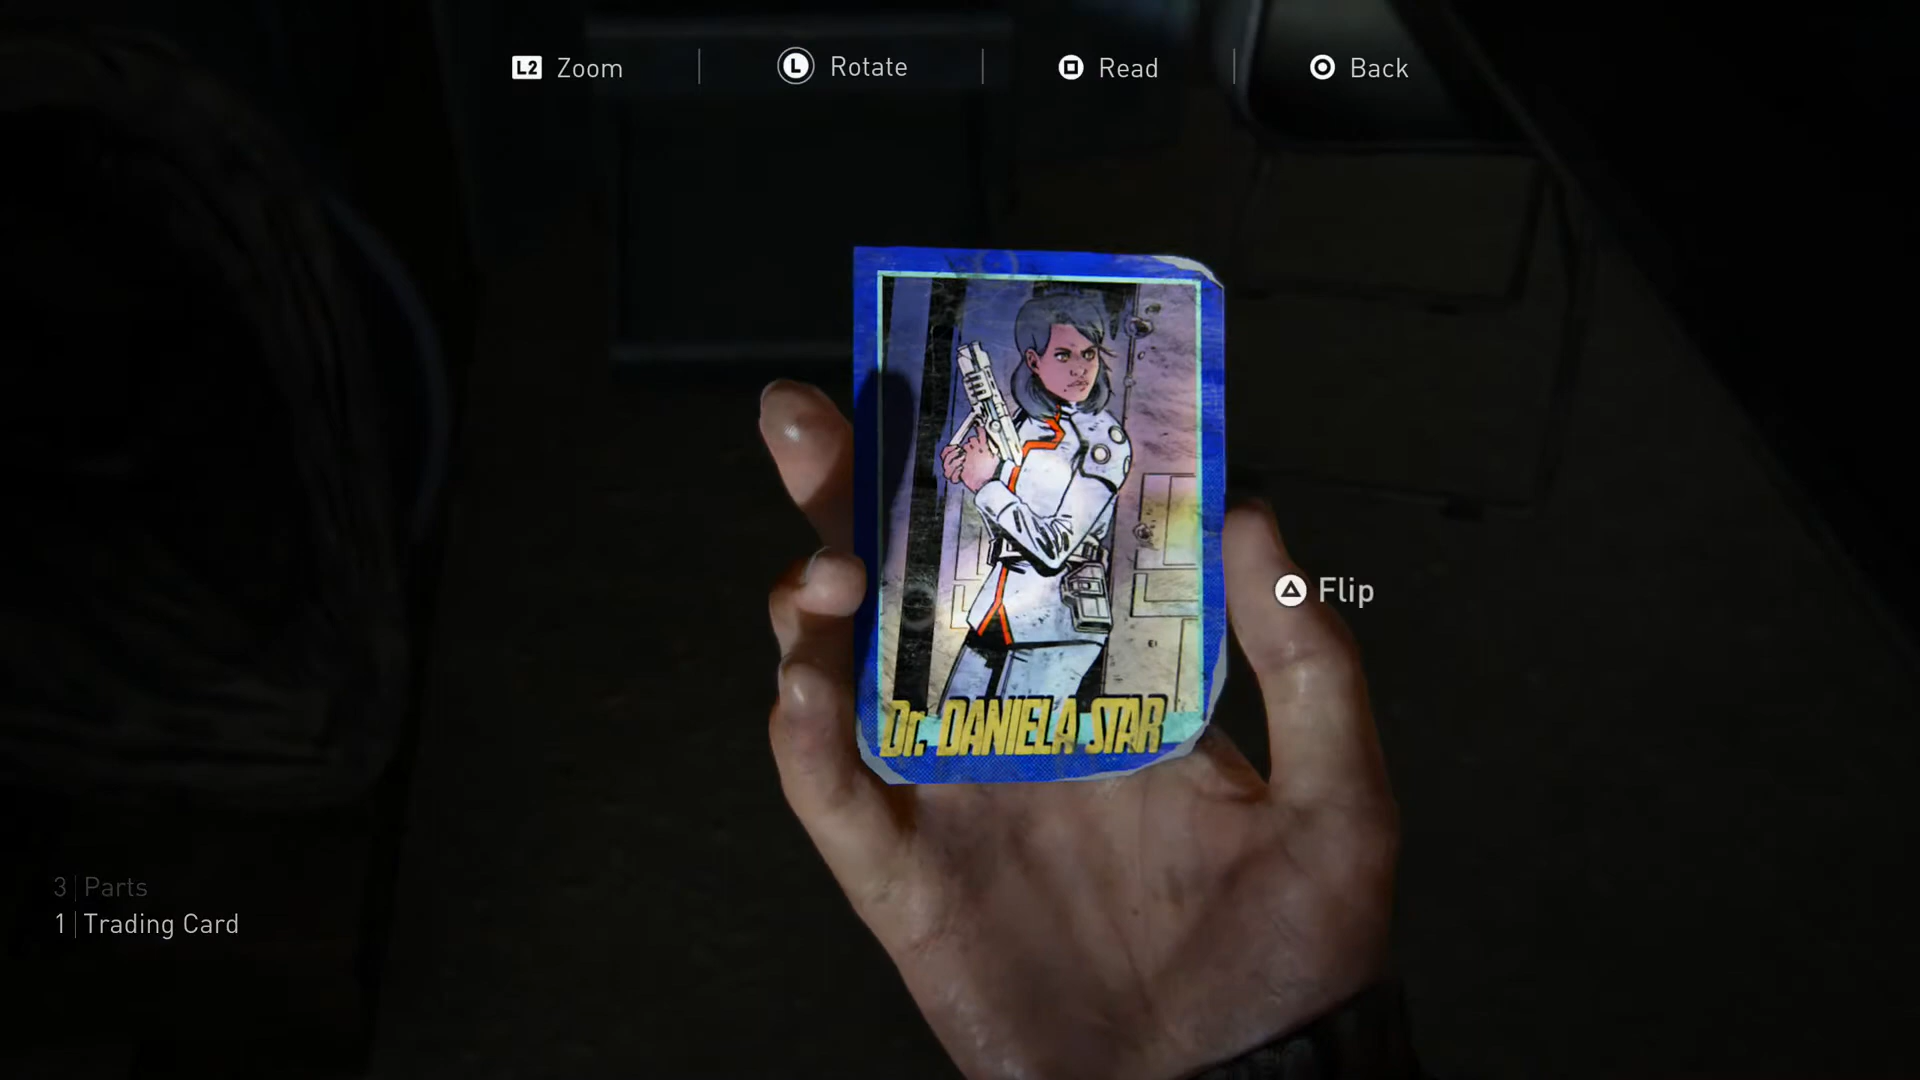 L2 Zoom
L Rotate
Read
Back
Dr. DANIELA STAR
Flip
3 | Parts
1 | Trading Card